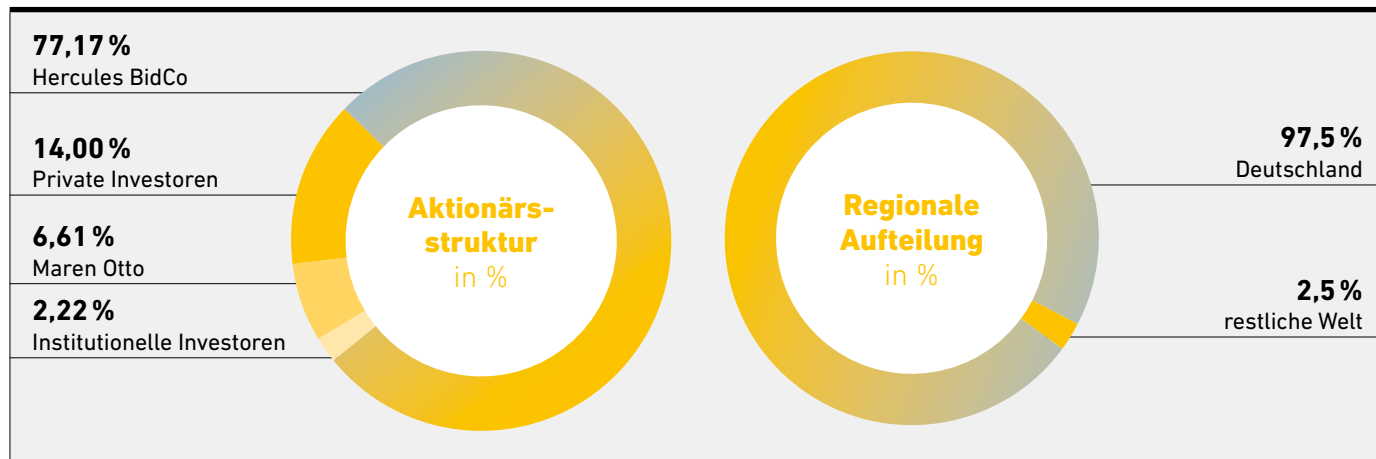 77,17 %
Hercules BidCo
14,00 %
Private Investoren
6,61 %
Maren Otto
2,22 %
Institutionelle Investoren
Aktionärs-
struktur
in %
Regionale
Aufteilung
in %
97,5 %
Deutschland
2,5 %
restliche Welt